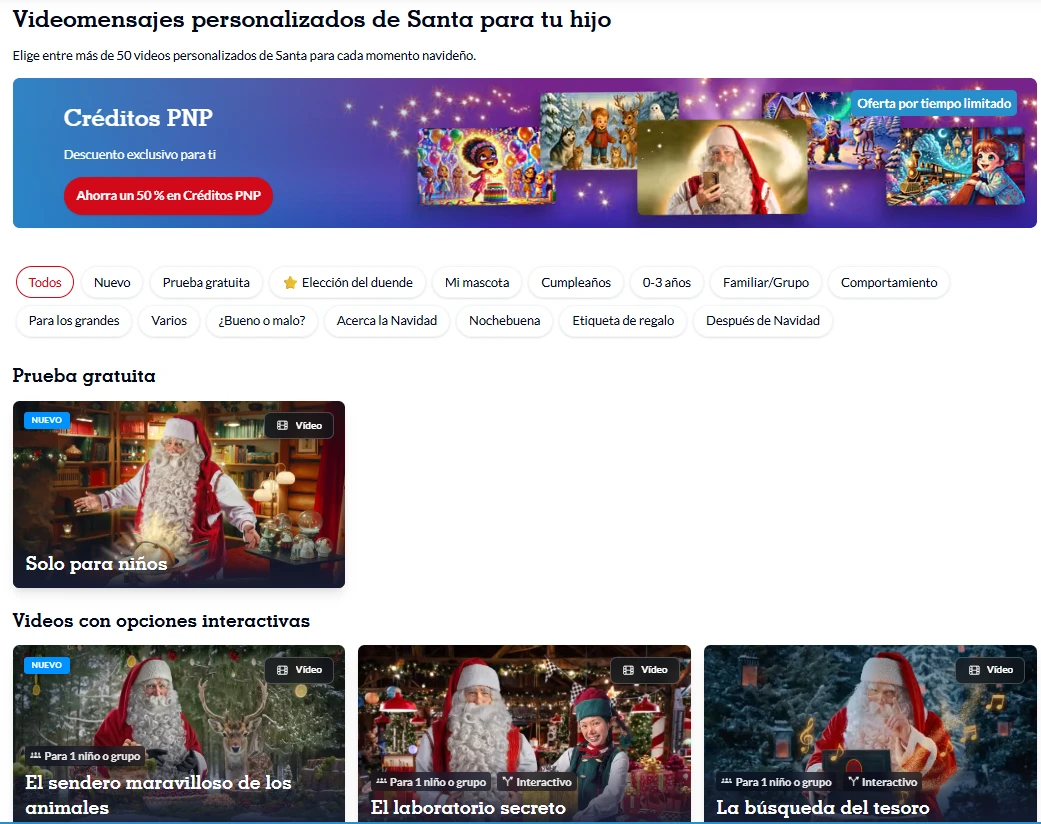 Videomensajes personalizados de Santa para tu hijo
Elige entre más de 50 videos personalizados de Santa para cada momento navideño.
Créditos PNP
Descuento exclusivo para ti
Ahorra un 50 % en Créditos PNP
Oferta por tiempo limitado
Todos Nuevo Prueba gratuita Elección del duende Mi mascota Cumpleaños 0-3 años Familiar/Grupo Comportamiento
Para los grandes Varios ¿Bueno o malo? Acerca la Navidad Nochebuena Etiqueta de regalo Después de Navidad
Prueba gratuita
NUEVO
Vídeo
Solo para niños
Videos con opciones interactivas
NUEVO
Vídeo
Para 1 niño o grupo
El sendero maravilloso de los
animales
Vídeo
Para 1 niño o grupo Interactivo
El laboratorio secreto
Vídeo
Para 1 niño o grupo Interactivo
La búsqueda del tesoro